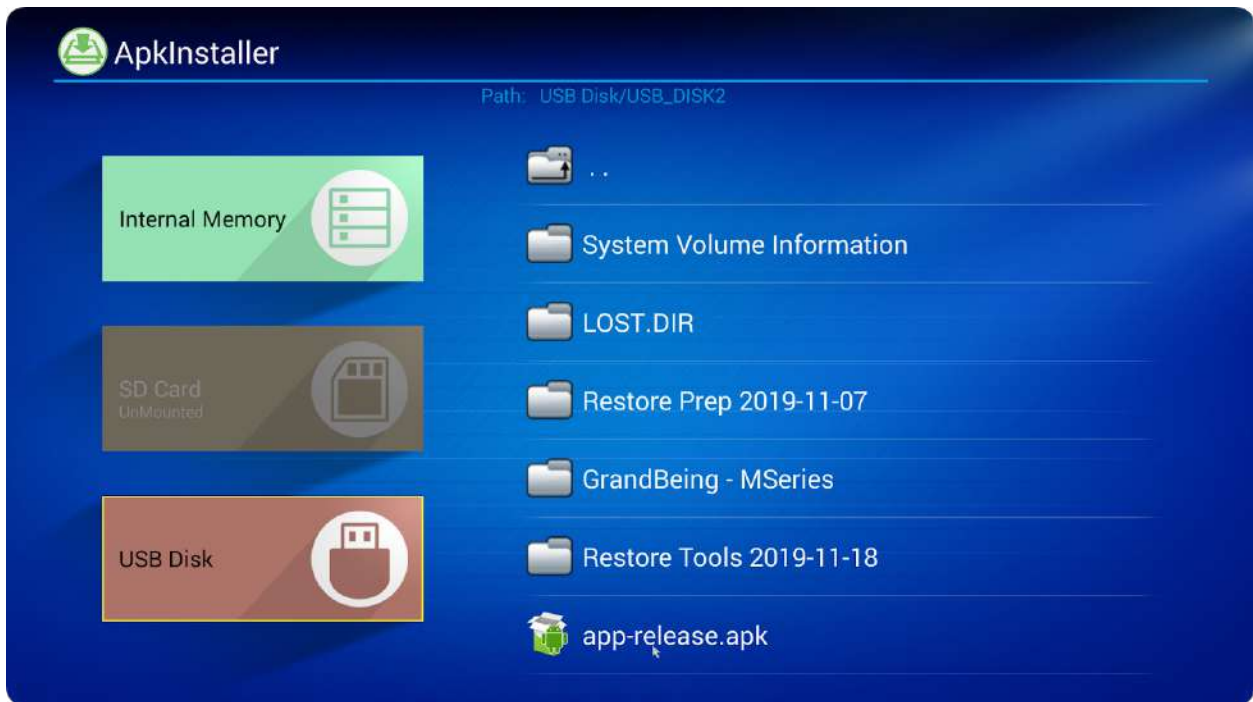 ApkInstaller
Path: USB Disk/USB_DISK2
Internal Memory
SD Card
UnMounted
USB Disk
. .
System Volume Information
LOST.DIR
Restore Prep 2019-11-07
GrandBeing - MSeries
Restore Tools 2019-11-18
app-release.apk